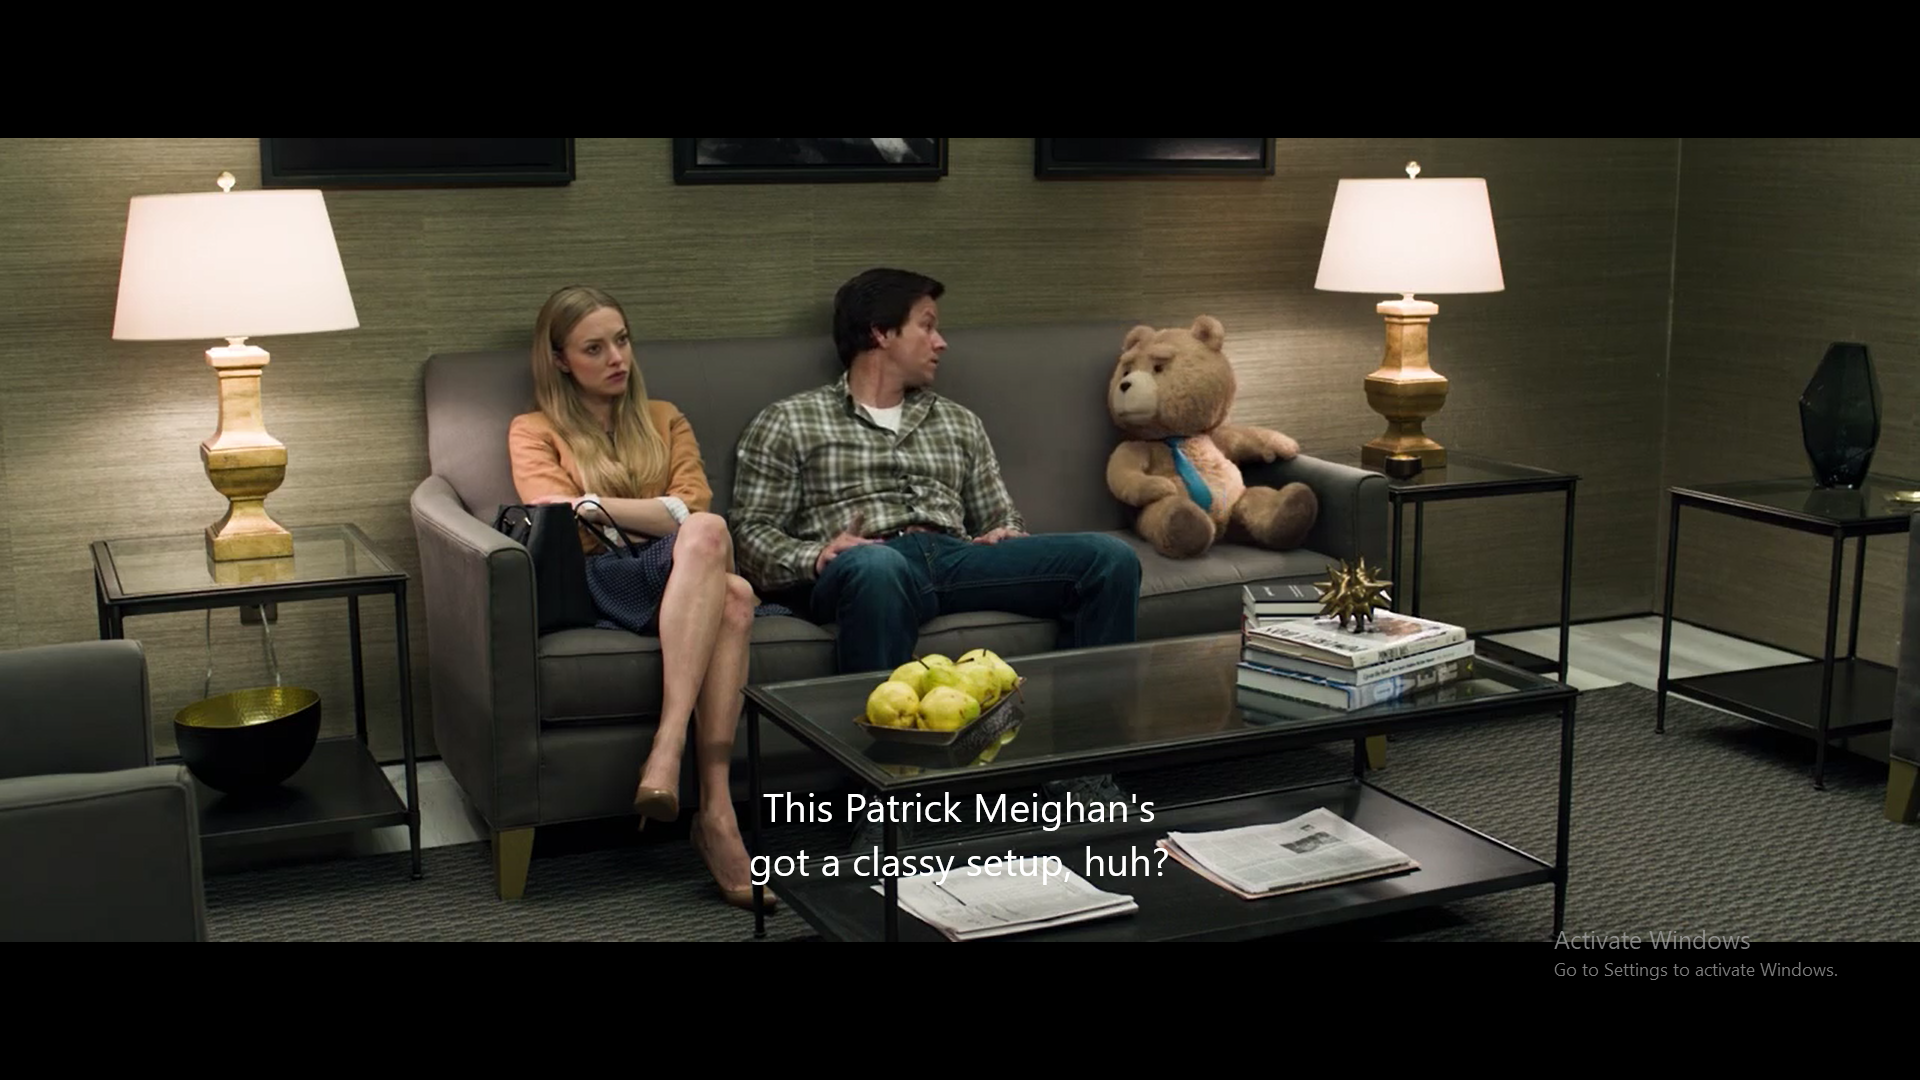 This Patrick Meighan's
got a classy setup, huh?
Activate Windows
Go to Settings to activate Windows.